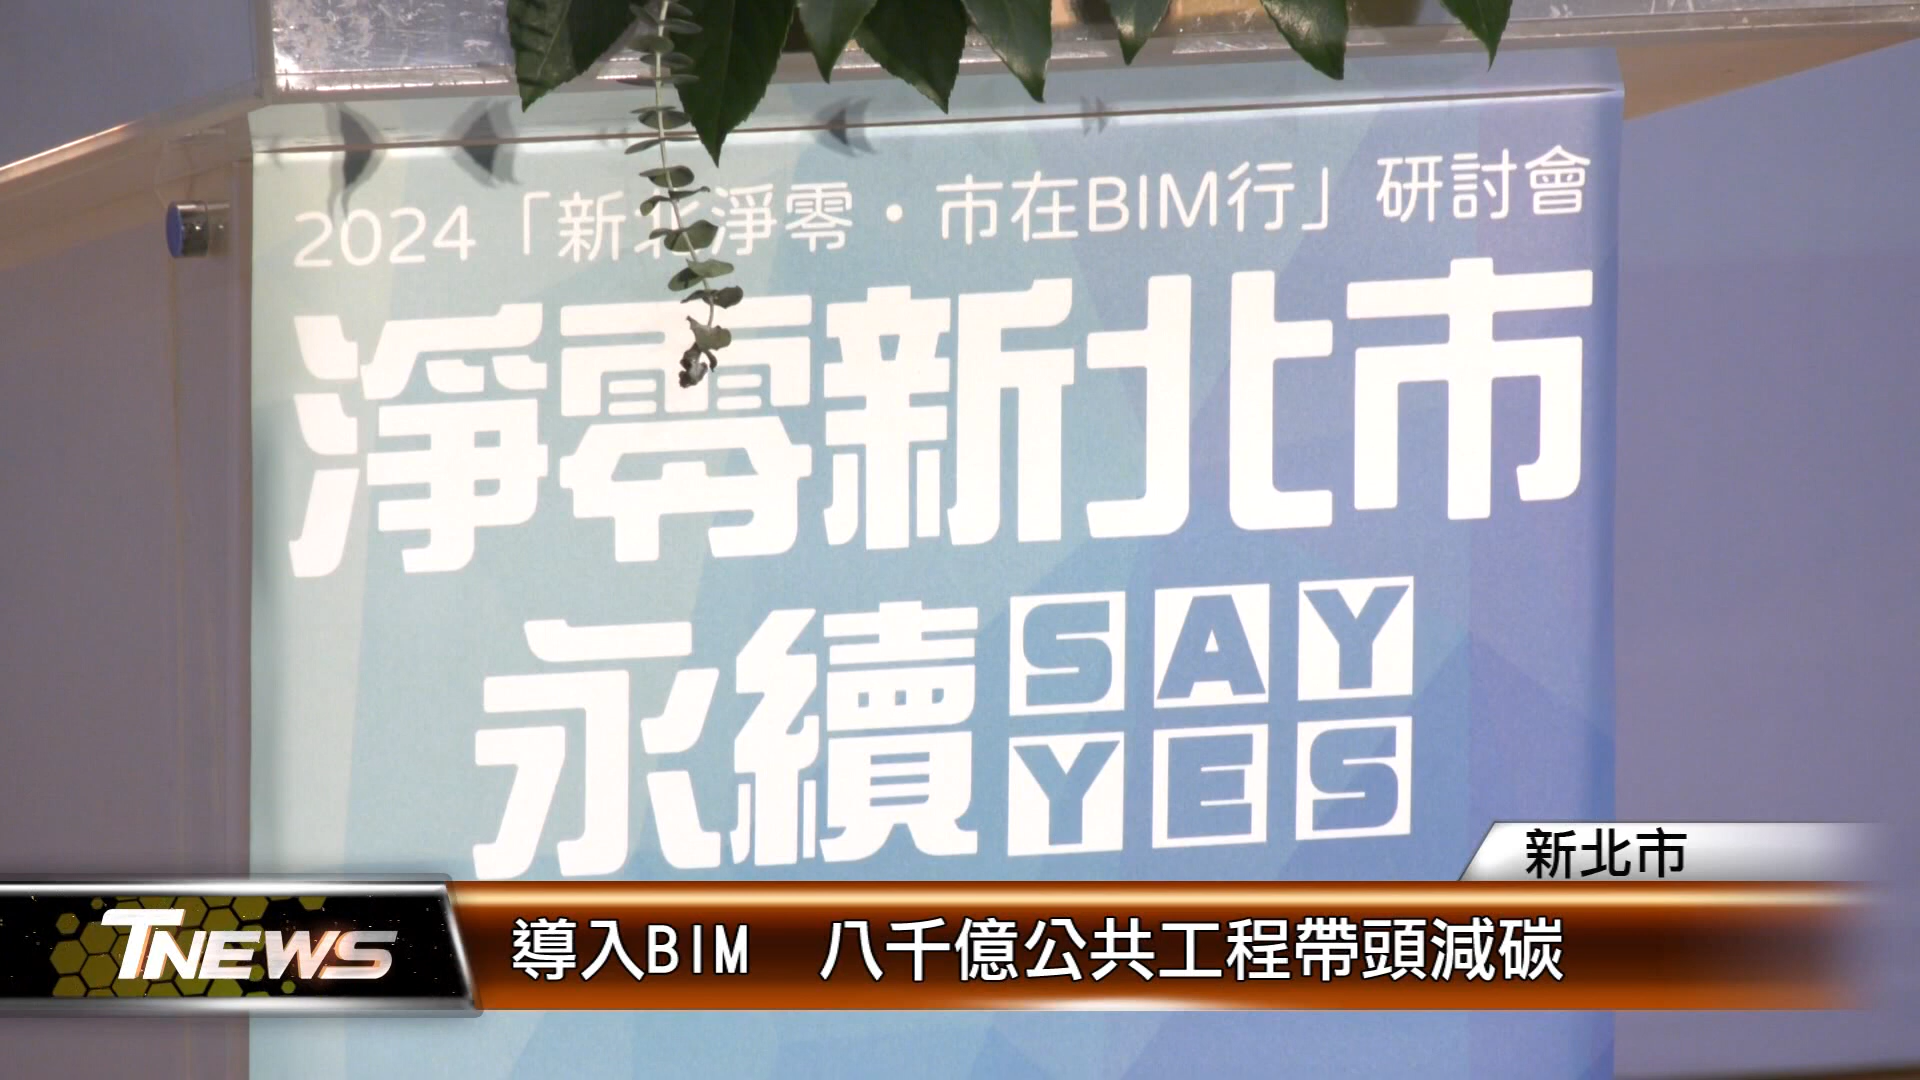 2024「新北淨零・市在BIM行」研討會
淨零新北市
永續 SAY
YES
新北市
TNEWS 導入BIM 八千億公共工程帶頭減碳